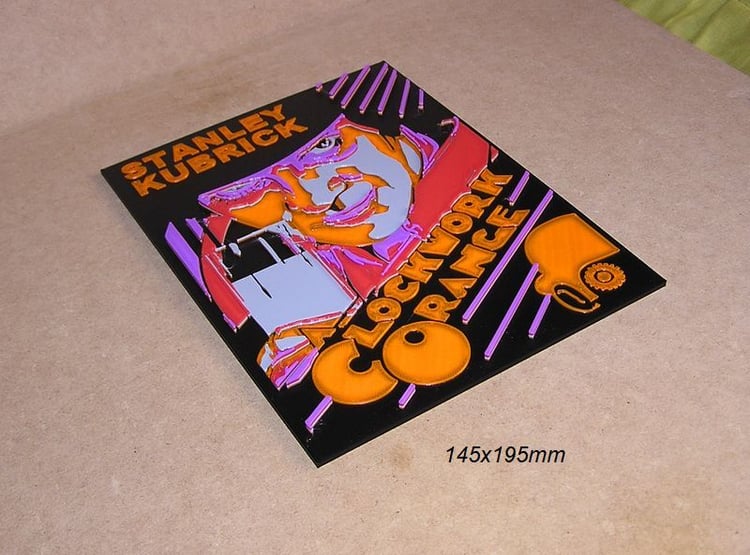 STANLEY
KUBRICK
A
CLOCKWORK
ORANGE
145x195mm